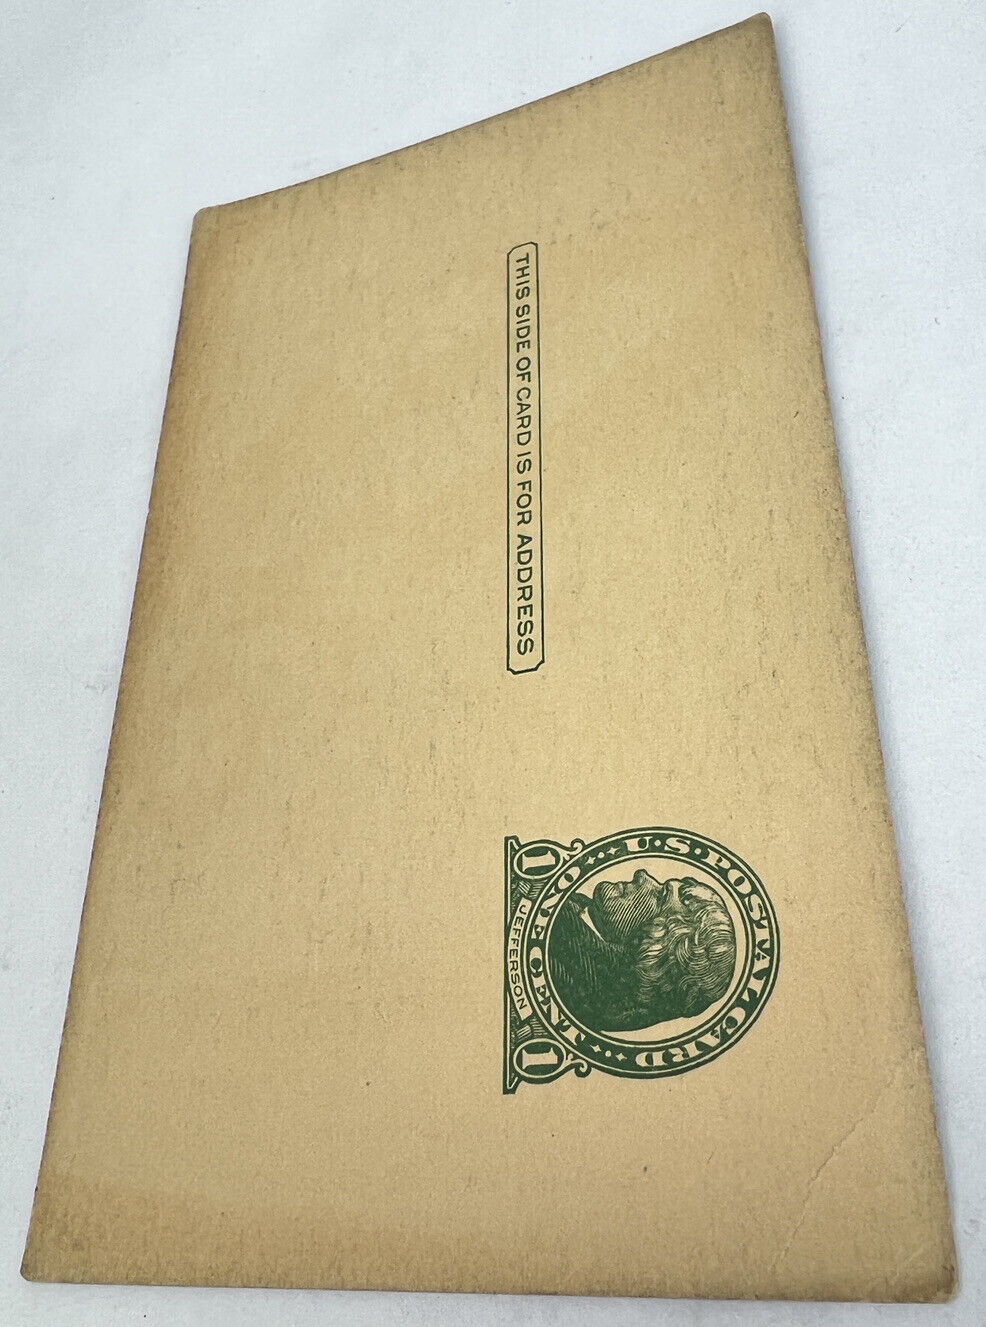 THIS SIDE OF CARD IS FOR ADDRESS
U.S. POSTAL CARD
ONE CENT
1 JEFFERSON 1